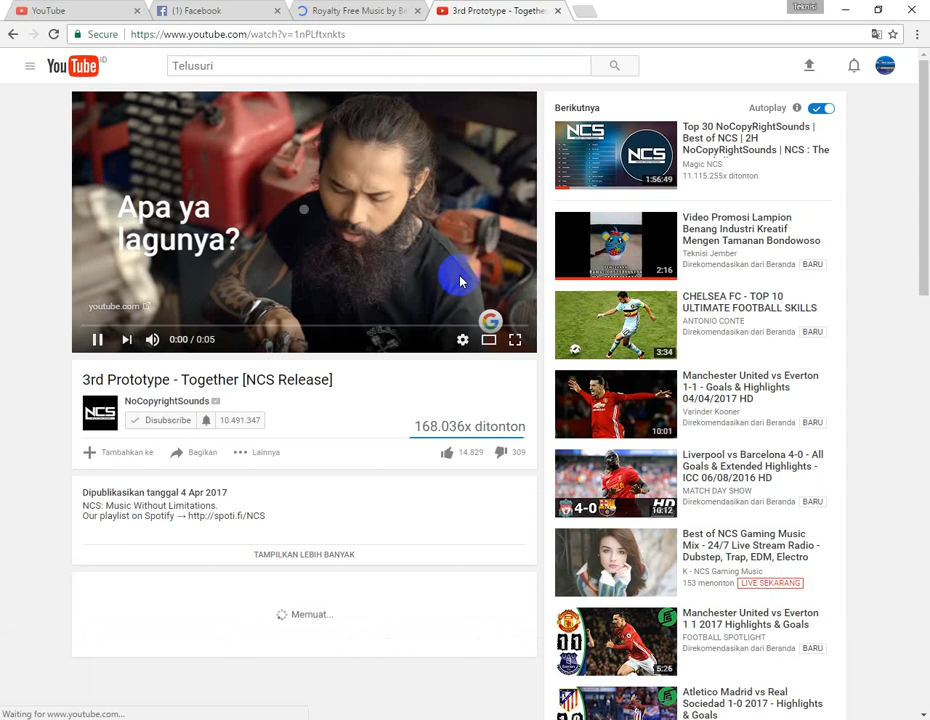 YouTube
(1) Facebook
Royalty Free Music by Be
3rd Prototype - Togethe
Teknisi
Secure
https://www.youtube.com/watch?v=1nPLftxnkts
YouTube ID
Telusuri
Apa ya
lagunya?
youtube.com
0:00 / 0:05
3rd Prototype - Together [NCS Release]
NCS
NoCopyrightSounds
Disubscribe
10.491.347
168.036x ditonton
Tambahkan ke
Bagikan
Lainnya
14.829
309
Dipublikasikan tanggal 4 Apr 2017
NCS: Music Without Limitations.
Our playlist on Spotify → http://spoti.fi/NCS
TAMPILKAN LEBIH BANYAK
Memuat...
Waiting for www.youtube.com...
Berikutnya
Autoplay
NCS
NCS
1:56:49
Top 30 NoCopyRightSounds |
Best of NCS | 2H
NoCopyrightSounds | NCS : The
Magic NCS
11.115.255x ditonton
2:16
Video Promosi Lampion
Benang Industri Kreatif
Mengen Tamanan Bondowoso
Teknisi Jember
Direkomendasikan dari Beranda BARU
3:34
CHELSEA FC - TOP 10
ULTIMATE FOOTBALL SKILLS
ANTONIO CONTE
Direkomendasikan dari Beranda BARU
10:01
Manchester United vs Everton
1-1 - Goals & Highlights
04/04/2017 HD
Varinder Kooner
Direkomendasikan dari Beranda BARU
4-0
HD
10:12
Liverpool vs Barcelona 4-0 - All
Goals & Extended Highlights -
ICC 06/08/2016 HD
MATCH DAY SHOW
Direkomendasikan dari Beranda BARU
Best of NCS Gaming Music
Mix - 24/7 Live Stream Radio -
Dubstep, Trap, EDM, Electro
K - NCS Gaming Music
153 menonton LIVE SEKARANG
1 1
5:26
Manchester United vs Everton
1 1 2017 Highlights & Goals
FOOTBALL SPOTLIGHT
Direkomendasikan dari Beranda BARU
Atletico Madrid vs Real
Sociedad 1-0 2017 - Highlights
& Goals